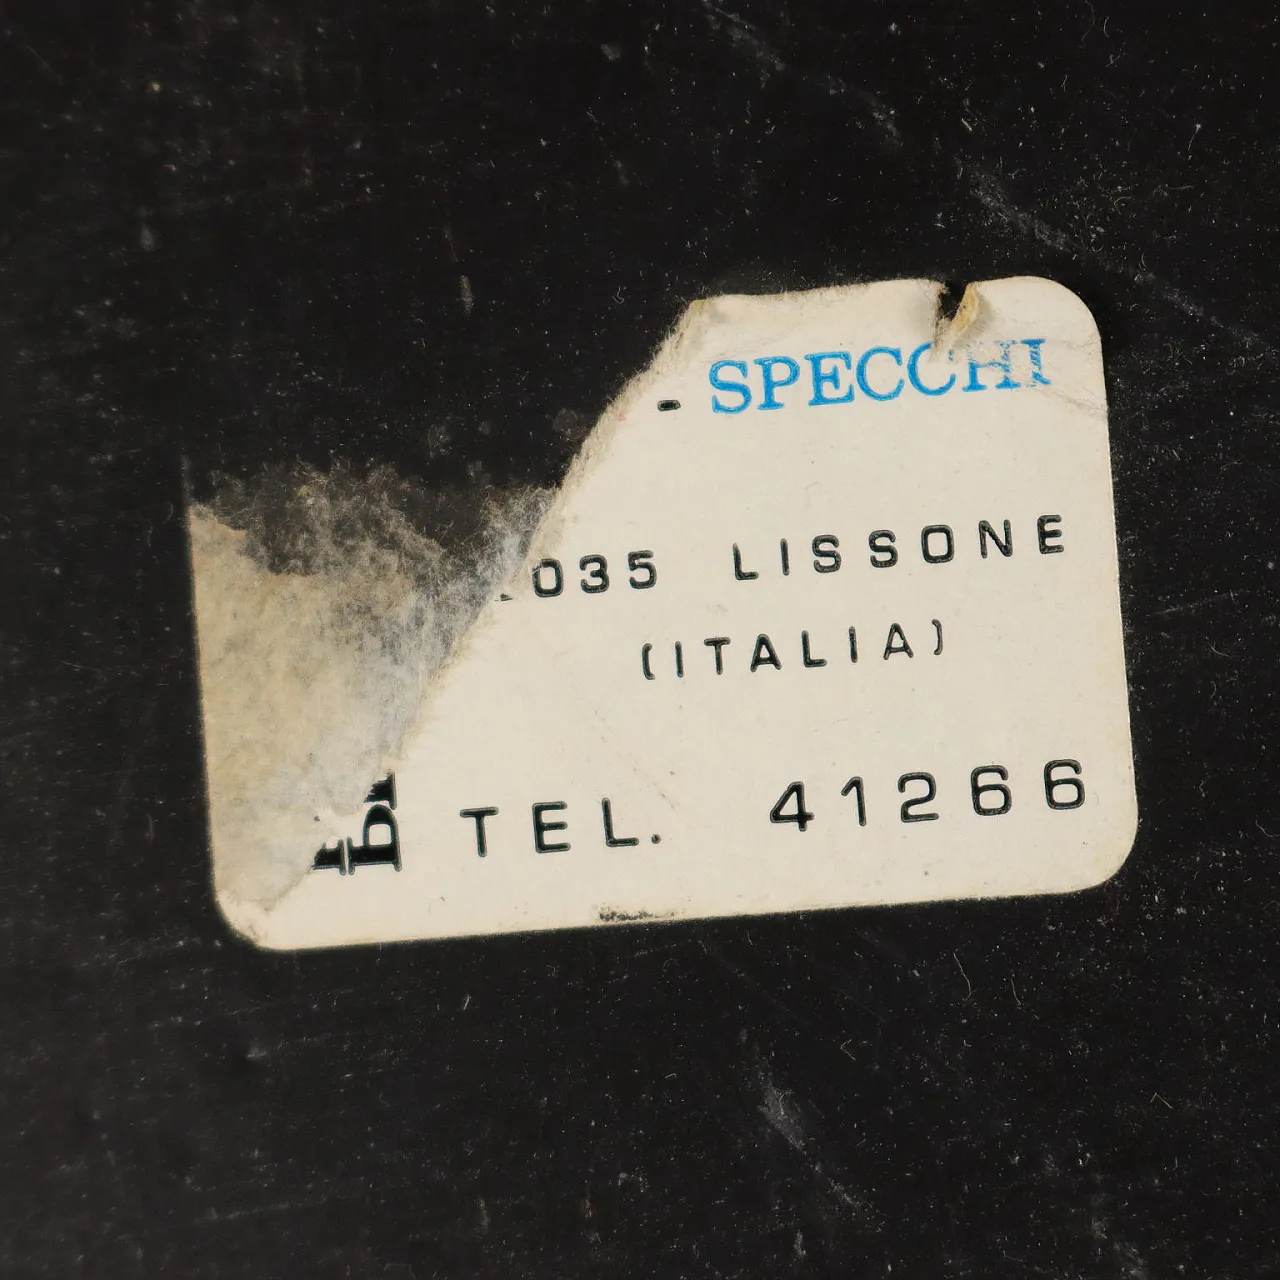 - SPECCHI
035 LISSONE
(ITALIA)
TEL. 41266